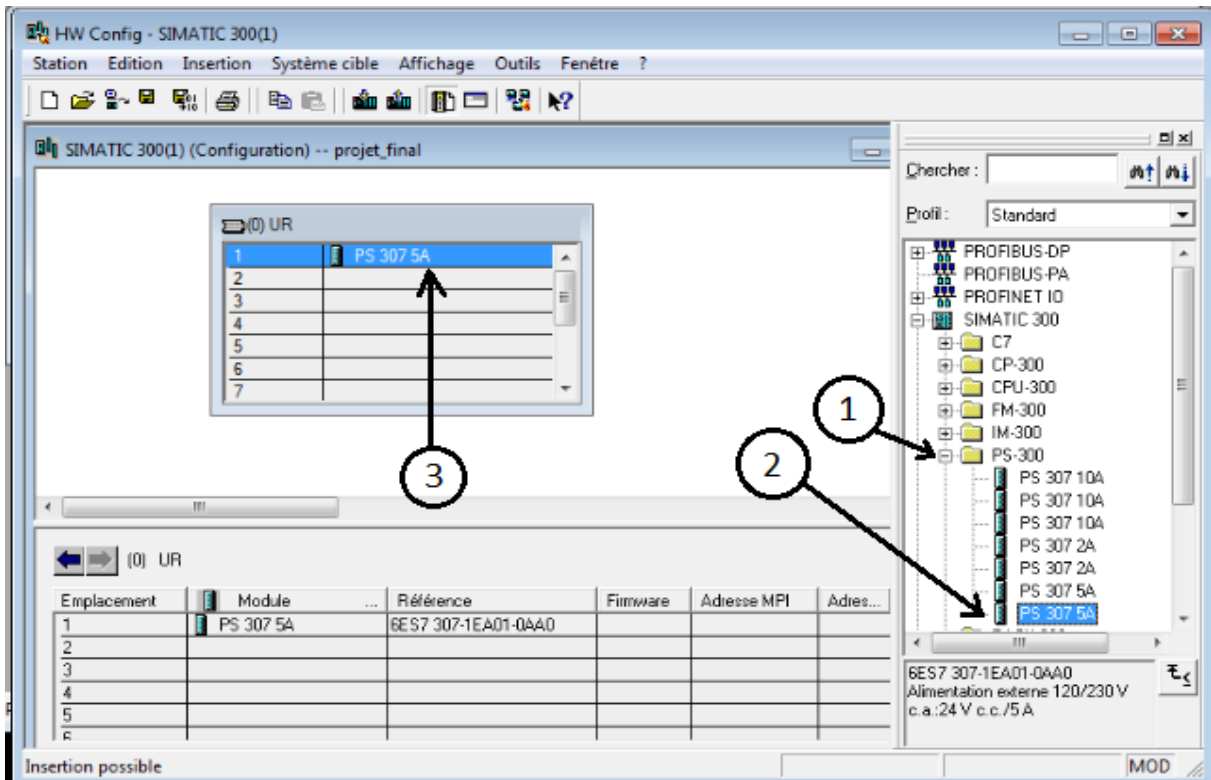 HW Config - SIMATIC 300(1)
Station Edition Insertion Système cible Affichage Outils Fenêtre ?
SIMATIC 300(1) (Configuration) -- projet_final
(0) UR
1 PS 307 5A
2
3
4
5
6
7
3
Chercher :
Profil : Standard
PROFIBUS-DP
PROFIBUS-PA
PROFINET IO
SIMATIC 300
C7
CP-300
CPU-300
FM-300
IM-300
PS-300
PS 307 10A
PS 307 10A
PS 307 10A
PS 307 2A
PS 307 2A
PS 307 5A
PS 307 5A
1
2
6ES7 307-1EA01-0AA0
Alimentation externe 120/230 V
c.a.:24 V c.c./5 A
(0) UR
Emplacement Module ... Référence Firmware Adresse MPI Adres...
1 PS 307 5A 6ES7 307-1EA01-0AA0
2
3
4
5
6
Insertion possible MOD